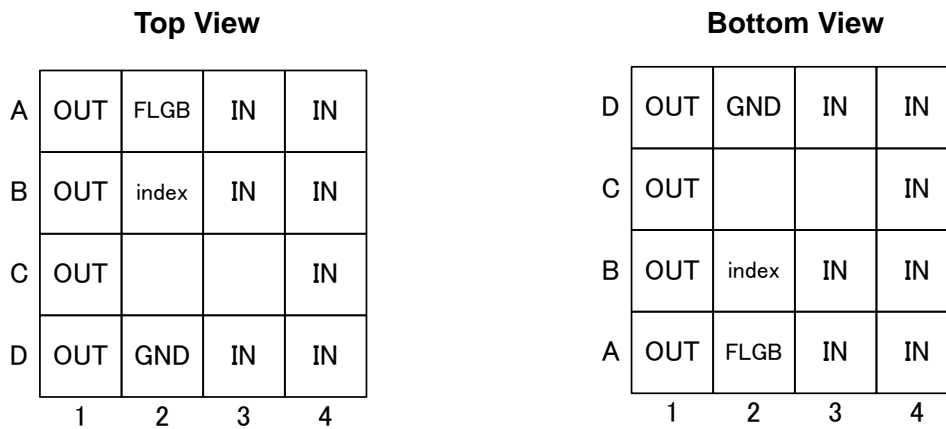 Top View
A OUT FLGB IN IN
B OUT index IN IN
C OUT IN
D OUT GND IN IN
1 2 3 4
Bottom View
D OUT GND IN IN
C OUT IN
B OUT index IN IN
A OUT FLGB IN IN
1 2 3 4